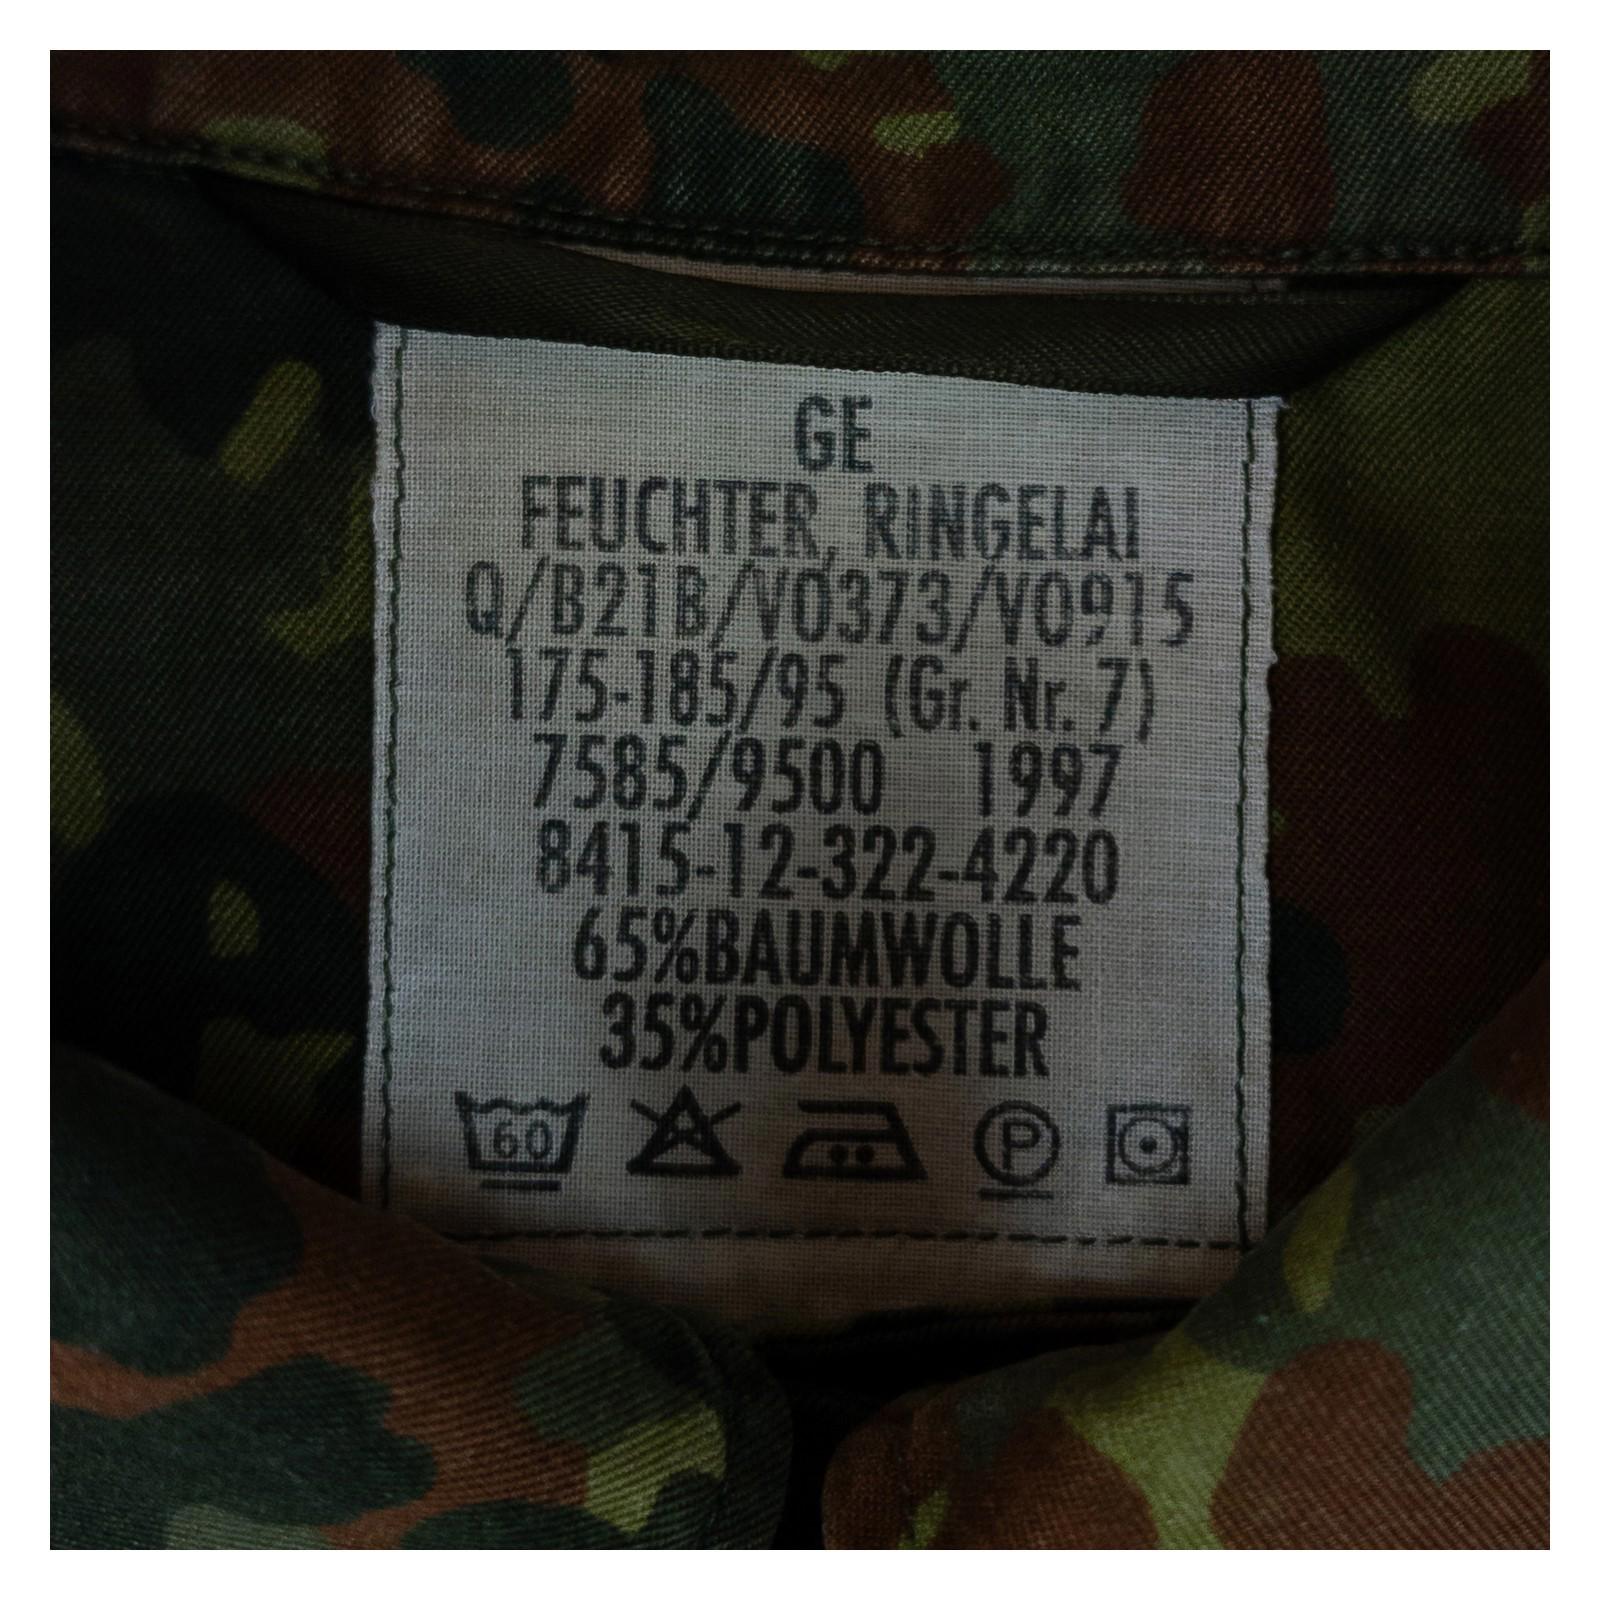 GE
FEUCHTER, RINGELAI
Q/B21B/V0373/V0915
175-185/95 (Gr. Nr. 7)
7585/9500 1997
8415-12-322-4220
65%BAUMWOLLE
35%POLYESTER
60 P